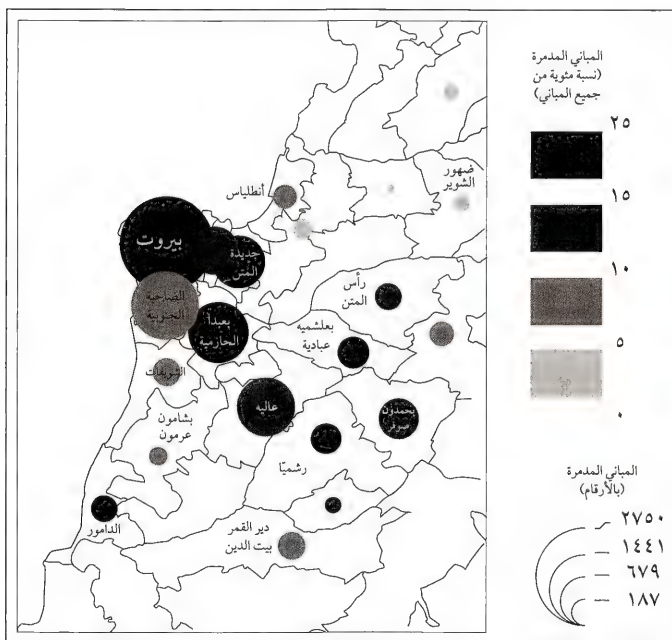 المباني المدمرة
(نسبة مئوية من
جميع المباني)
٢٥
١٥
١٠
٥
٠
ضهور
الشوير
أنطلياس
بيروت
جديدة
المتن
رأس
المتن
الضاحية
الجنوبية
بعبدا
الحازمية
بعلشميه
عبادية
الشويفات
عاليه
بحمدون
صوفر
بشامون
عرمون
رشميّا
الدامور
دير القمر
بيت الدين
المباني المدمرة
(بالأرقام)
٢٧٥٠
١٤٤١
٦٧٩
١٨٧